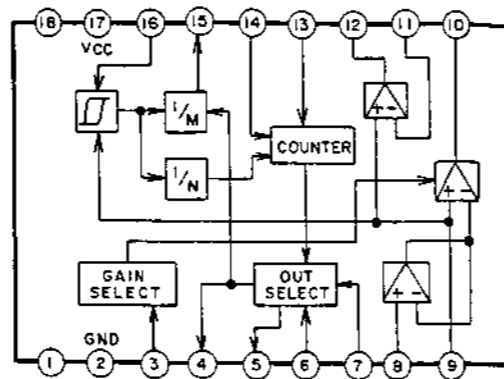 18 17 16 15 14 13 12 11 10
VCC
1/M
+ -
COUNTER
1/N
+ -
GAIN SELECT
OUT SELECT
+ -
GND
1 2 3 4 5 6 7 8 9